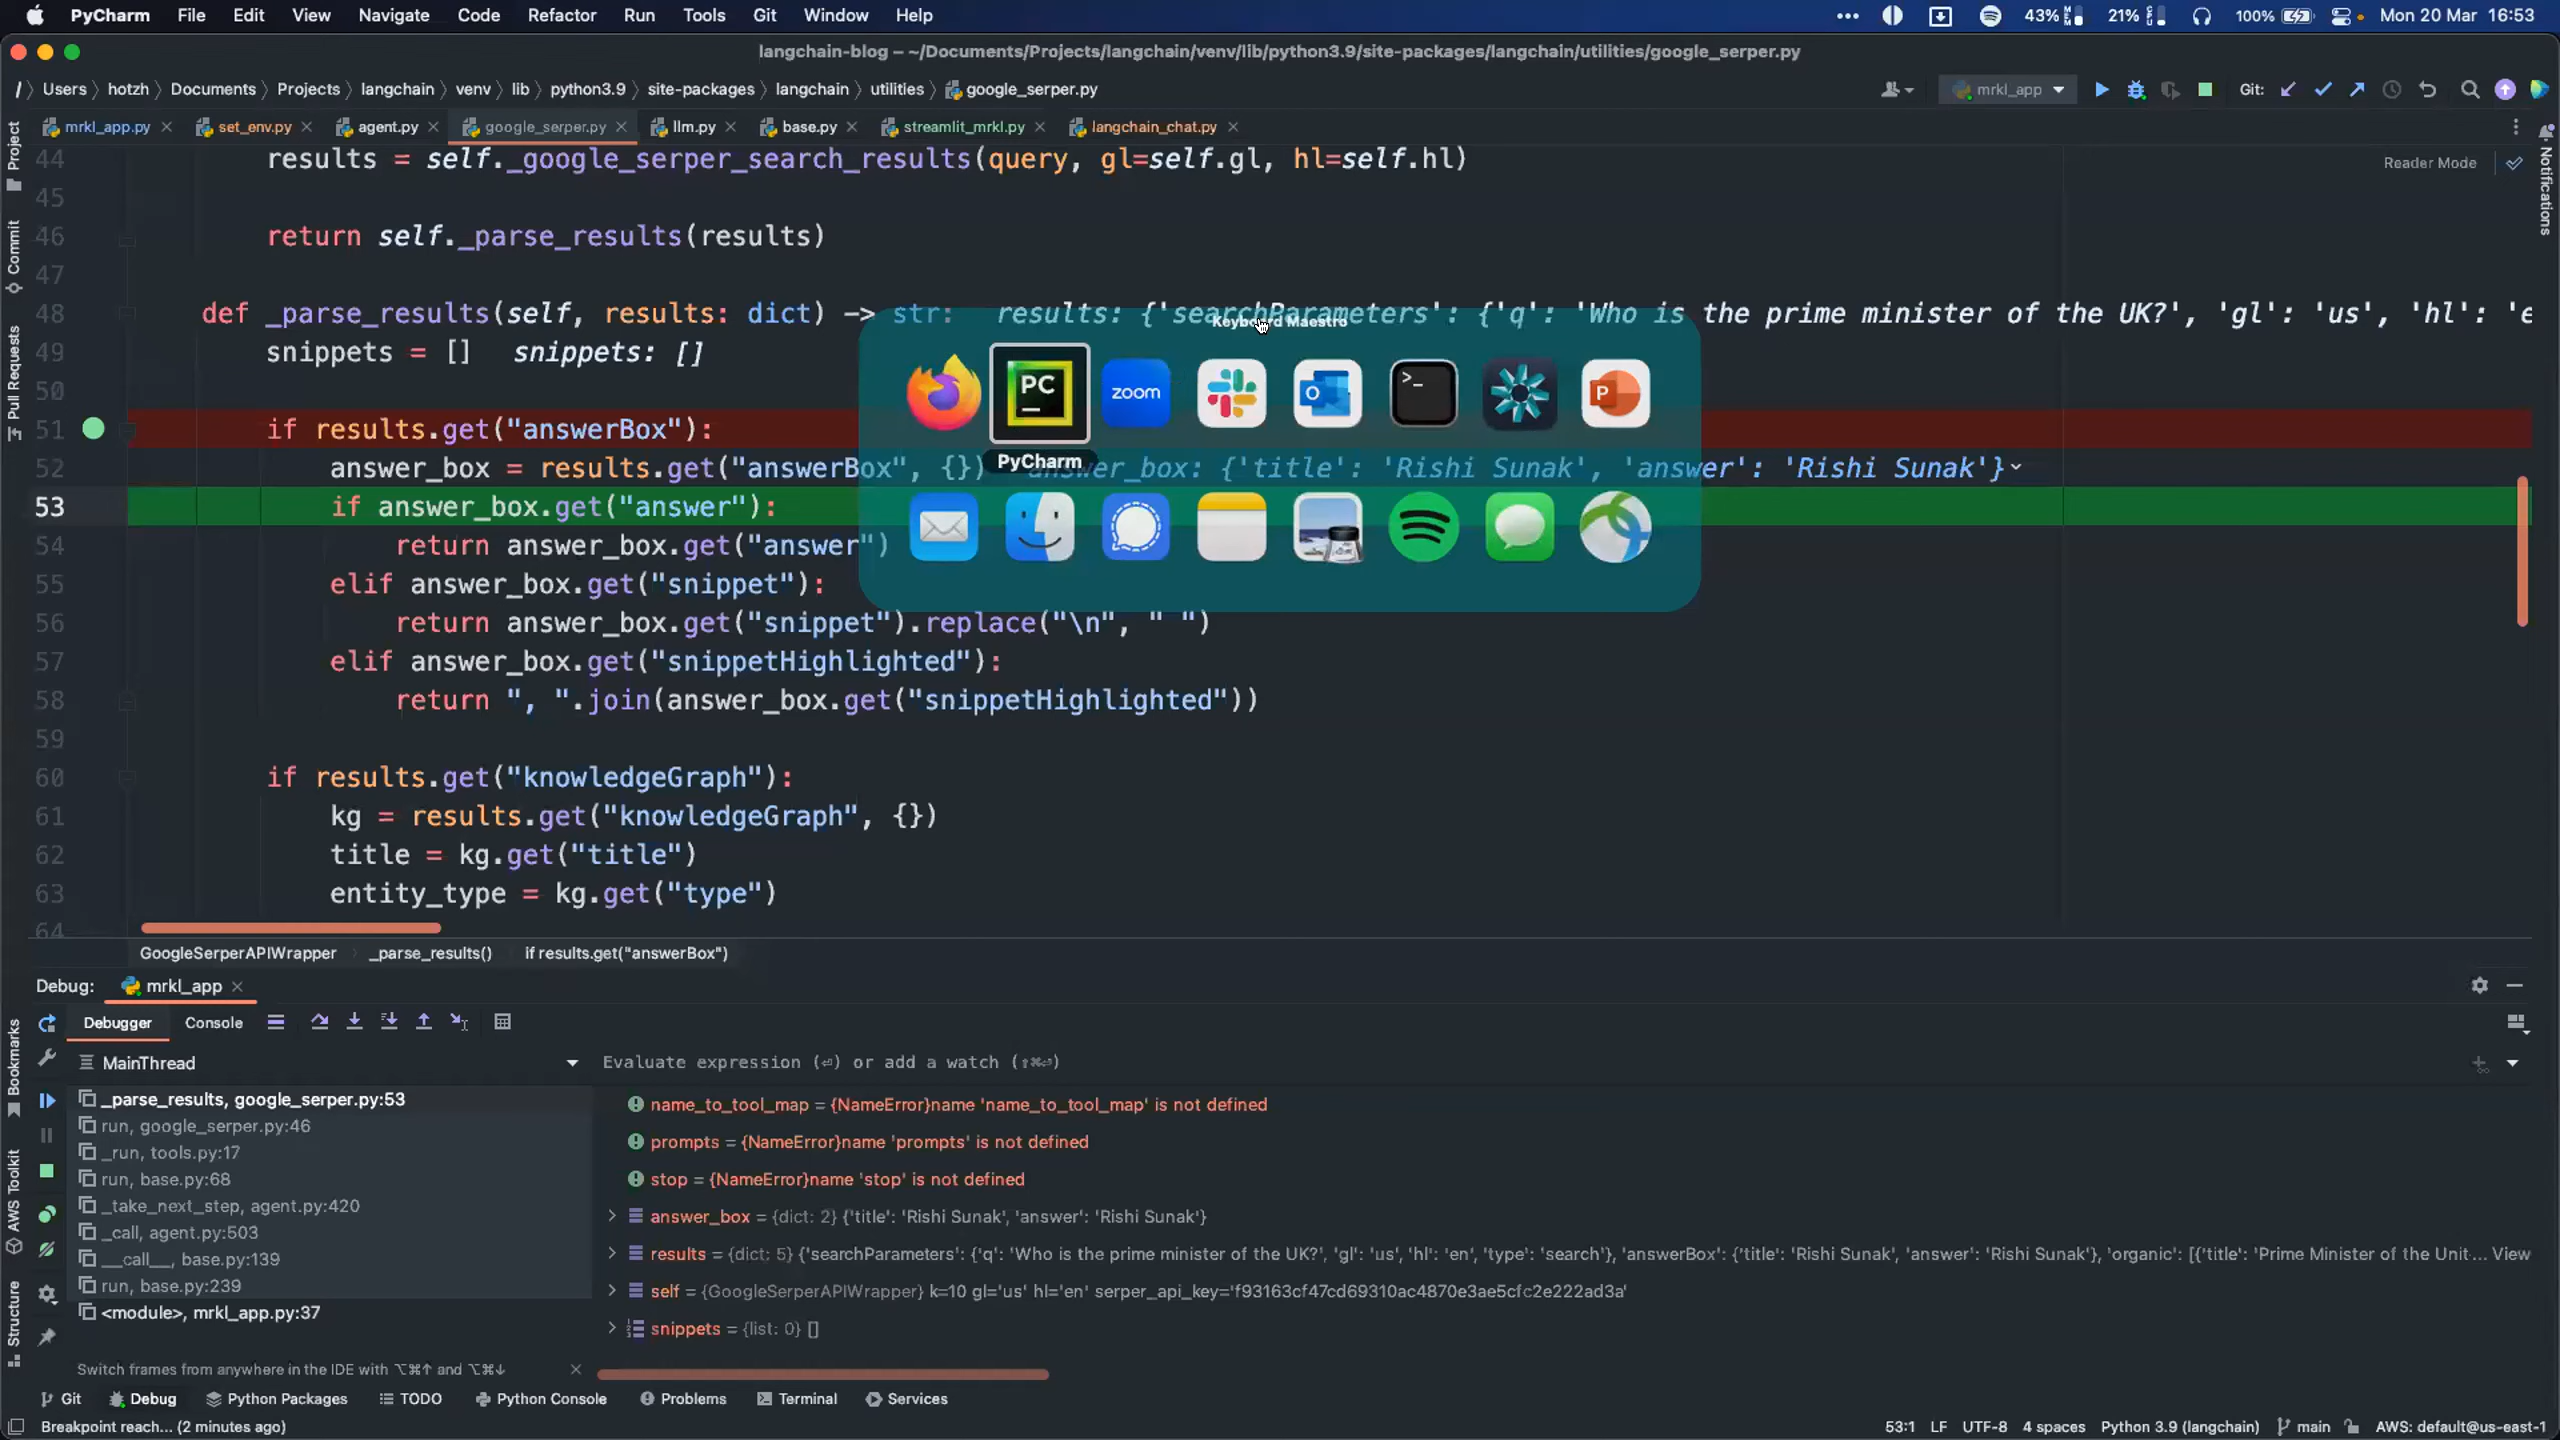 PyCharm File Edit View Navigate Code Refactor Run Tools Git Window Help 43% 21% 100% Mon 20 Mar 16:53
langchain-blog – ~/Documents/Projects/langchain/venv/lib/python3.9/site-packages/langchain/utilities/google_serper.py
/ Users hotzh Documents Projects langchain venv lib python3.9 site-packages langchain utilities google_serper.py mrkl_app Git:
mrkl_app.py set_env.py agent.py google_serper.py llm.py base.py streamlit_mrkl.py langchain_chat.py
Reader Mode
44 results = self._google_serper_search_results(query, gl=self.gl, hl=self.hl)
45
46 return self._parse_results(results)
47
48 def _parse_results(self, results: dict) -> str: results: {'searchParameters': {'q': 'Who is the prime minister of the UK?', 'gl': 'us', 'hl': 'e
Keyboard Maestro
49 snippets = [] snippets: []
50
51 if results.get("answerBox"):
52 answer_box = results.get("answerBox", {}) answer_box: {'title': 'Rishi Sunak', 'answer': 'Rishi Sunak'}
53 if answer_box.get("answer"):
54 return answer_box.get("answer")
55 elif answer_box.get("snippet"):
56 return answer_box.get("snippet").replace("\n", " ")
57 elif answer_box.get("snippetHighlighted"):
58 return ", ".join(answer_box.get("snippetHighlighted"))
59
60 if results.get("knowledgeGraph"):
61 kg = results.get("knowledgeGraph", {})
62 title = kg.get("title")
63 entity_type = kg.get("type")
64
PC
zoom
>_
P
PyCharm
GoogleSerperAPIWrapper _parse_results() if results.get("answerBox")
Debug: mrkl_app
Debugger Console
MainThread
Evaluate expression (⏎) or add a watch (⇧⌘⏎)
_parse_results, google_serper.py:53
run, google_serper.py:46
_run, tools.py:17
run, base.py:68
_take_next_step, agent.py:420
_call, agent.py:503
__call__, base.py:139
run, base.py:239
<module>, mrkl_app.py:37
Switch frames from anywhere in the IDE with ⌥⌘↑ and ⌥⌘↓
name_to_tool_map = {NameError}name 'name_to_tool_map' is not defined
prompts = {NameError}name 'prompts' is not defined
stop = {NameError}name 'stop' is not defined
answer_box = {dict: 2} {'title': 'Rishi Sunak', 'answer': 'Rishi Sunak'}
results = {dict: 5} {'searchParameters': {'q': 'Who is the prime minister of the UK?', 'gl': 'us', 'hl': 'en', 'type': 'search'}, 'answerBox': {'title': 'Rishi Sunak', 'answer': 'Rishi Sunak'}, 'organic': [{'title': 'Prime Minister of the Unit... View
self = {GoogleSerperAPIWrapper} k=10 gl='us' hl='en' serper_api_key='f93163cf47cd69310ac4870e3ae5cfc2e222ad3a'
snippets = {list: 0} []
Project
Commit
Pull Requests
Bookmarks
AWS Toolkit
Structure
Notifications
Git Debug Python Packages TODO Python Console Problems Terminal Services
Breakpoint reach... (2 minutes ago) 53:1 LF UTF-8 4 spaces Python 3.9 (langchain) main AWS: default@us-east-1